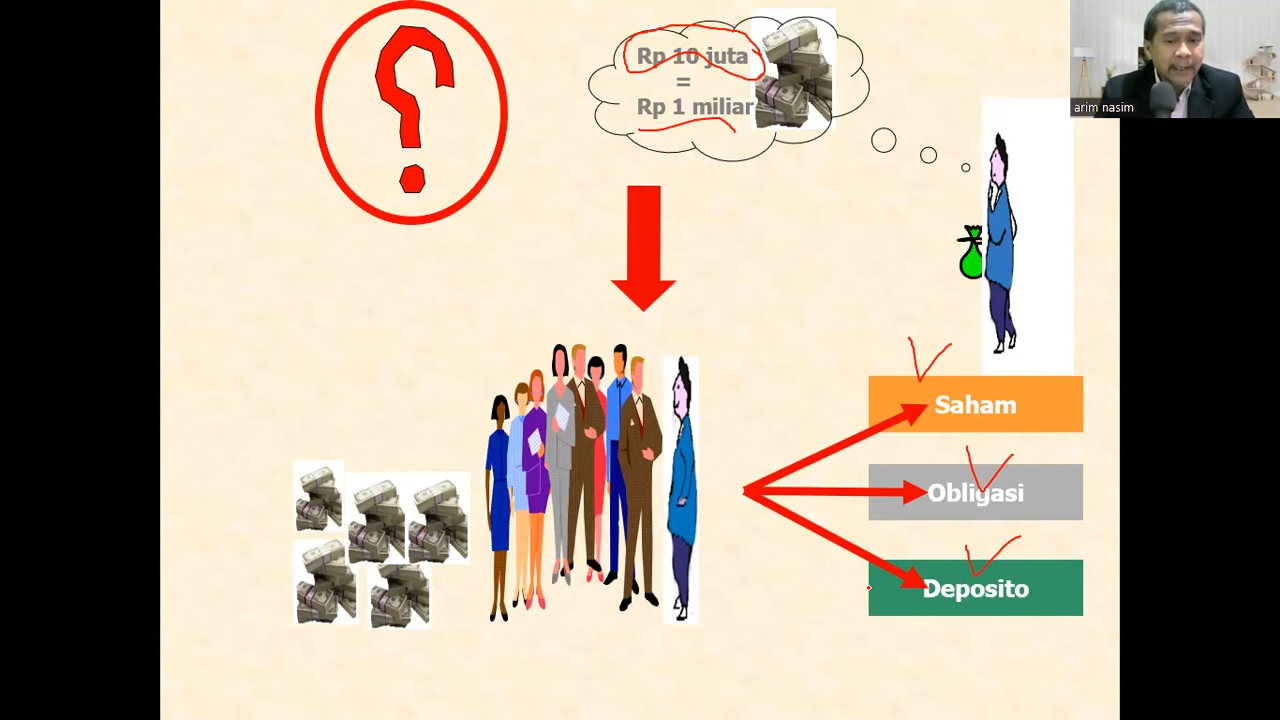 Rp 10 juta
=
Rp 1 miliar
arim nasim
Saham
Obligasi
Deposito